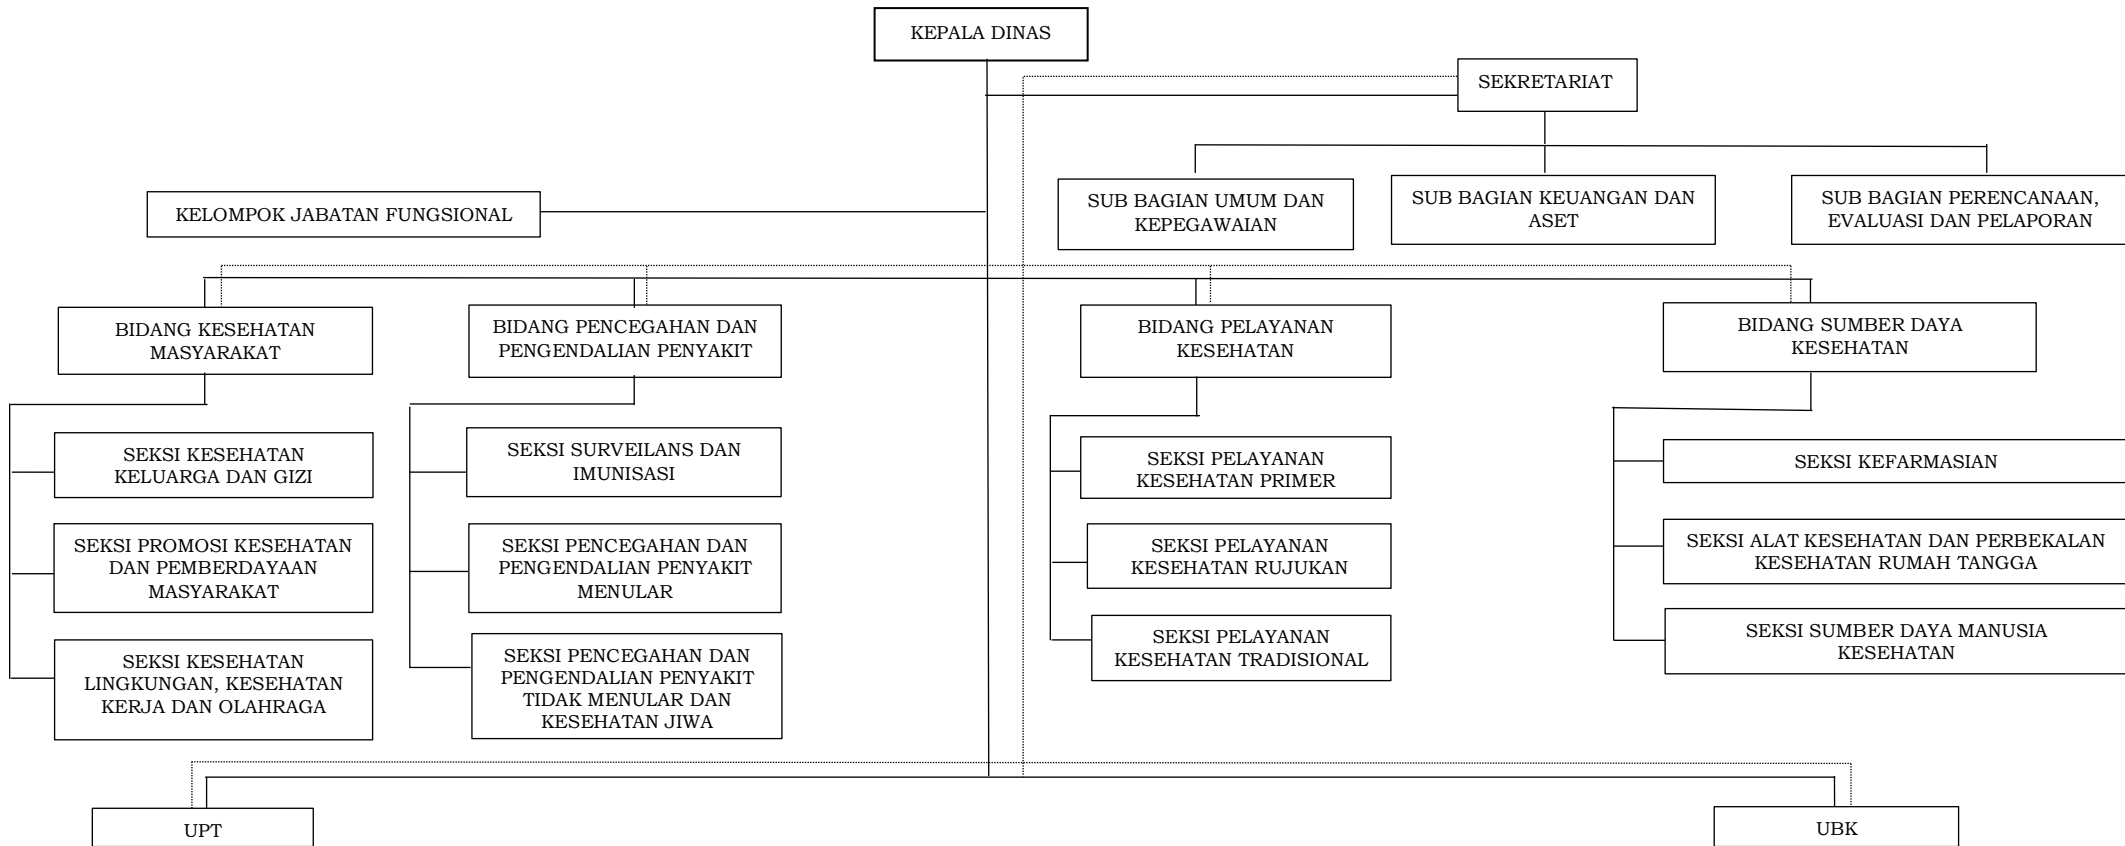 KEPALA DINAS
SEKRETARIAT
SUB BAGIAN UMUM DAN
KEPEGAWAIAN
SUB BAGIAN KEUANGAN DAN
ASET
SUB BAGIAN PERENCANAAN,
EVALUASI DAN PELAPORAN
KELOMPOK JABATAN FUNGSIONAL
BIDANG KESEHATAN
MASYARAKAT
BIDANG PENCEGAHAN DAN
PENGENDALIAN PENYAKIT
BIDANG PELAYANAN
KESEHATAN
BIDANG SUMBER DAYA
KESEHATAN
SEKSI KESEHATAN
KELUARGA DAN GIZI
SEKSI PROMOSI KESEHATAN
DAN PEMBERDAYAAN
MASYARAKAT
SEKSI KESEHATAN
LINGKUNGAN, KESEHATAN
KERJA DAN OLAHRAGA
SEKSI SURVEILANS DAN
IMUNISASI
SEKSI PENCEGAHAN DAN
PENGENDALIAN PENYAKIT
MENULAR
SEKSI PENCEGAHAN DAN
PENGENDALIAN PENYAKIT
TIDAK MENULAR DAN
KESEHATAN JIWA
SEKSI PELAYANAN
KESEHATAN PRIMER
SEKSI PELAYANAN
KESEHATAN RUJUKAN
SEKSI PELAYANAN
KESEHATAN TRADISIONAL
SEKSI KEFARMASIAN
SEKSI ALAT KESEHATAN DAN PERBEKALAN
KESEHATAN RUMAH TANGGA
SEKSI SUMBER DAYA MANUSIA
KESEHATAN
UPT
UBK